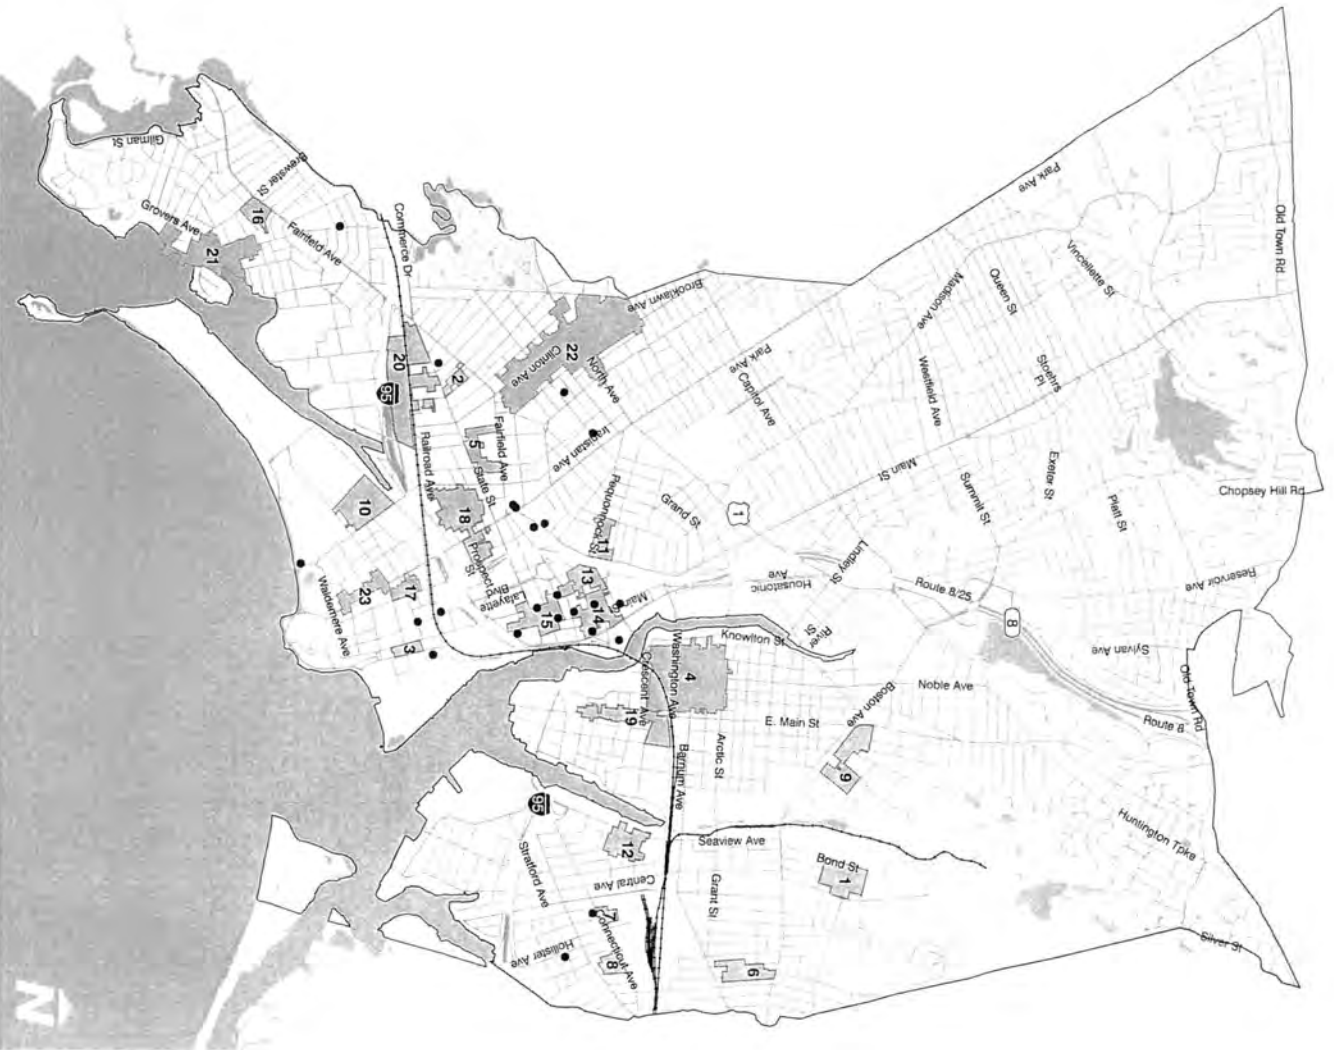 Old Town Rd
Park Ave
Vincellette St
Queen St
Madison Ave
Stoehrs
Pl
Westfield Ave
Brooklawn Ave
Park Ave
Capitol Ave
Gilman St
Brewster St
Grovers Ave
16
Fairfield Ave
21
Commerce Dr
22
Clinton Ave
North Ave
20
2
95
Iranistan Ave
Fairfield Ave
5
State St
Railroad Ave
Main St
Summit St
Exeter St
Platt St
Chopsey Hill Rd
Grand St
1
Pequonnock St
11
10
18
Prospect
St
Lafayette
Blvd
13
Main St
14
15
17
23
Waldemere Ave
3
Housatonic
Ave
Lindley St
Route 8/25
8
Reservoir Ave
Sylvan Ave
Old Town Rd
Route 8
River
St
Knowlton St
Washington Ave
Crescent Ave
4
19
Noble Ave
E. Main St
Boston Ave
9
Arctic St
Barnum Ave
95
12
Seaview Ave
Stratford Ave
Central Ave
Grant St
Bond St
1
Huntington Tpke
Silver St
7
Connecticut Ave
8
Hollister Ave
6
N